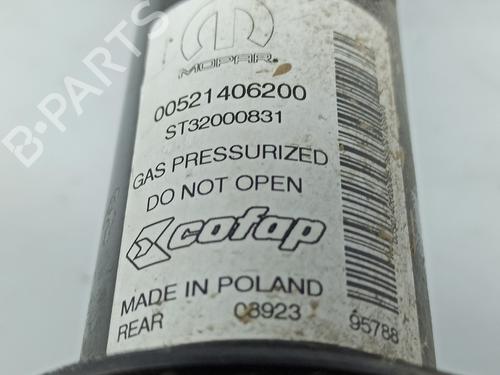 MOPAR
00521406200
ST32000831
GAS PRESSURIZED
DO NOT OPEN
cofap
MADE IN POLAND
REAR 08923
95788
B-PARTS